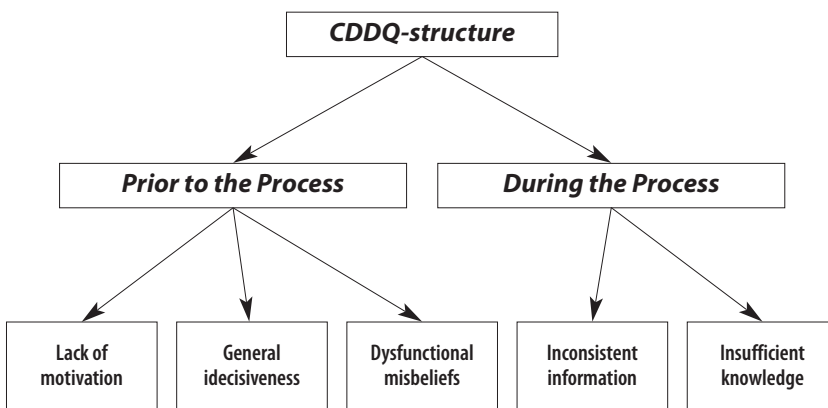 CDDQ-structure
Prior to the Process
During the Process
Lack of
motivation
General
idecisiveness
Dysfunctional
misbeliefs
Inconsistent
information
Insufficient
knowledge